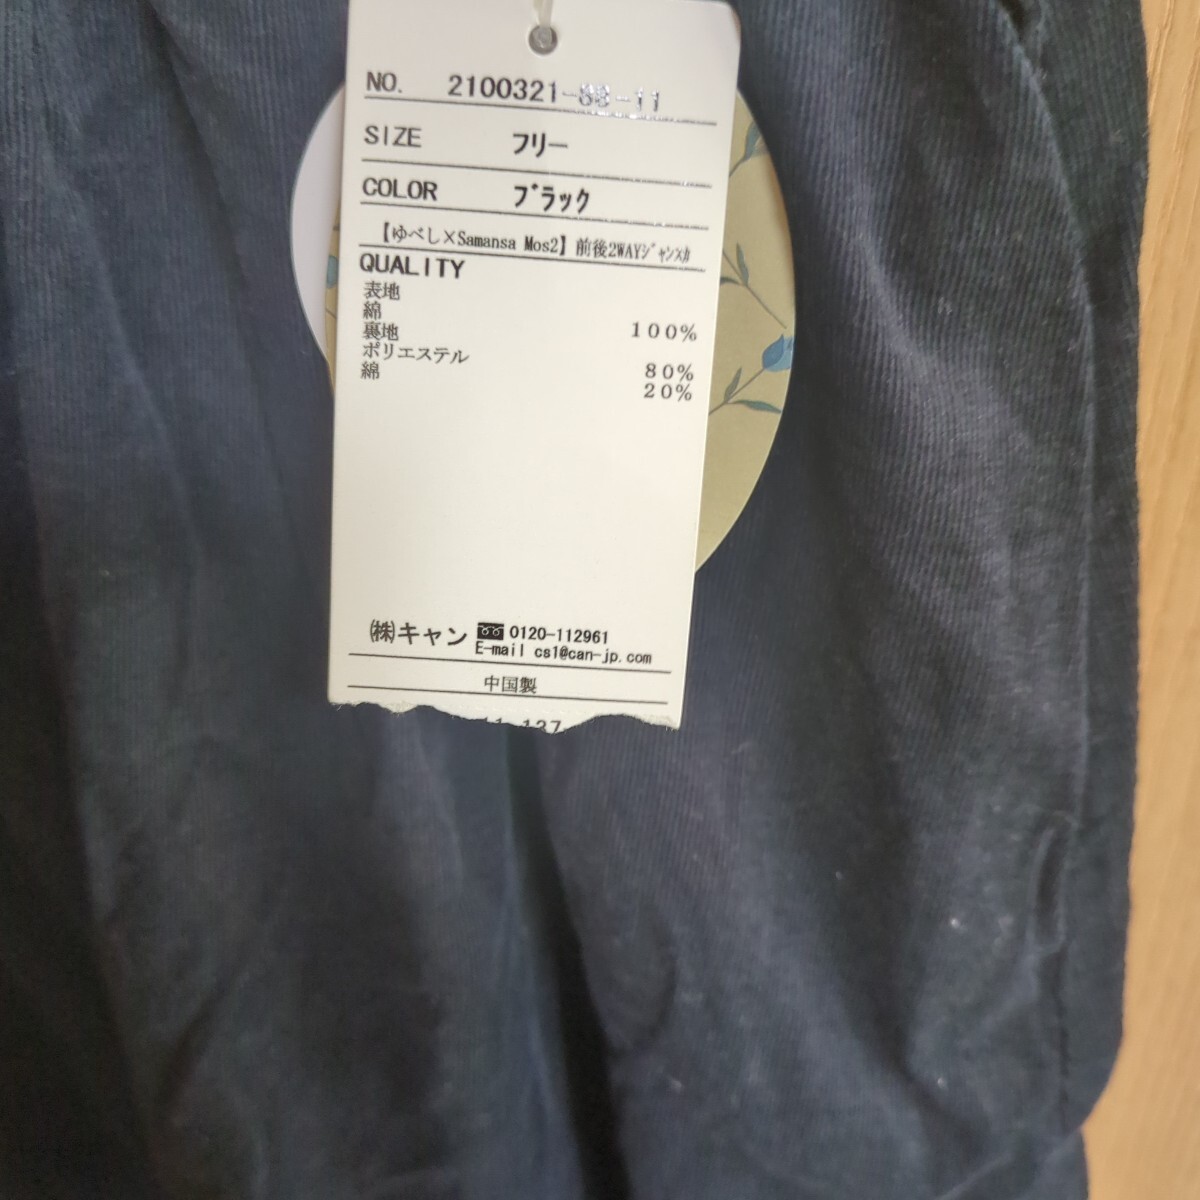 NO. 2100321-88-11
SIZE フリー
COLOR ブラック
【ゆべし×Samansa Mos2】前後2WAYジャンスカ
QUALITY
表地
綿 100%
裏地
ポリエステル 80%
綿 20%
㈱キャン 0120-112961
E-mail cs1@can-jp.com
中国製